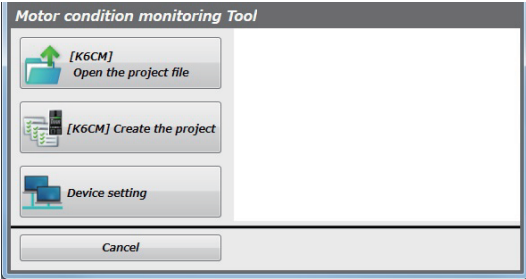 Motor condition monitoring Tool
[K6CM]
Open the project file
[K6CM] Create the project
Device setting
Cancel